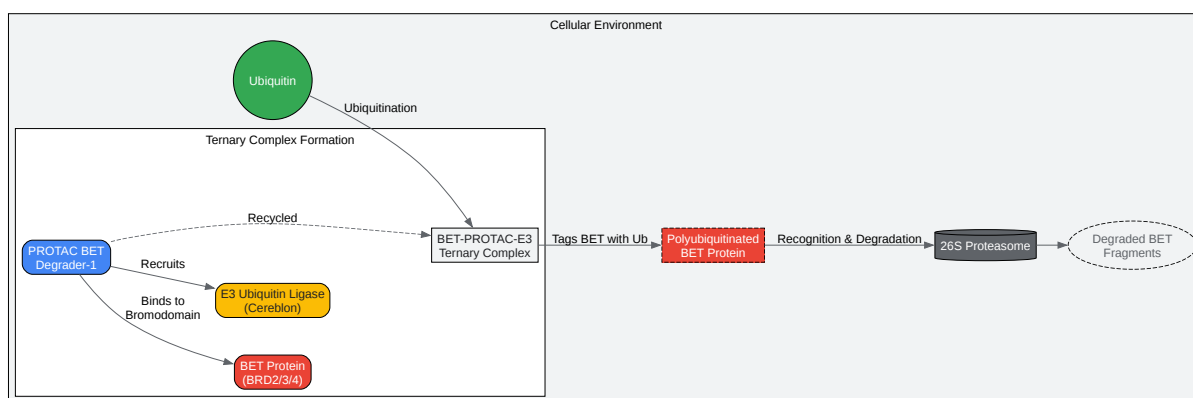 Cellular Environment
Ubiquitin
Ubiquitination
Ternary Complex Formation
Recycled
PROTAC BET
Degrader-1
BET-PROTAC-E3
Ternary Complex
Tags BET with Ub
Polyubiquitinated
BET Protein
Recognition & Degradation
26S Proteasome
Degraded BET
Fragments
Recruits
E3 Ubiquitin Ligase
(Cereblon)
Binds to
Bromodomain
BET Protein
(BRD2/3/4)